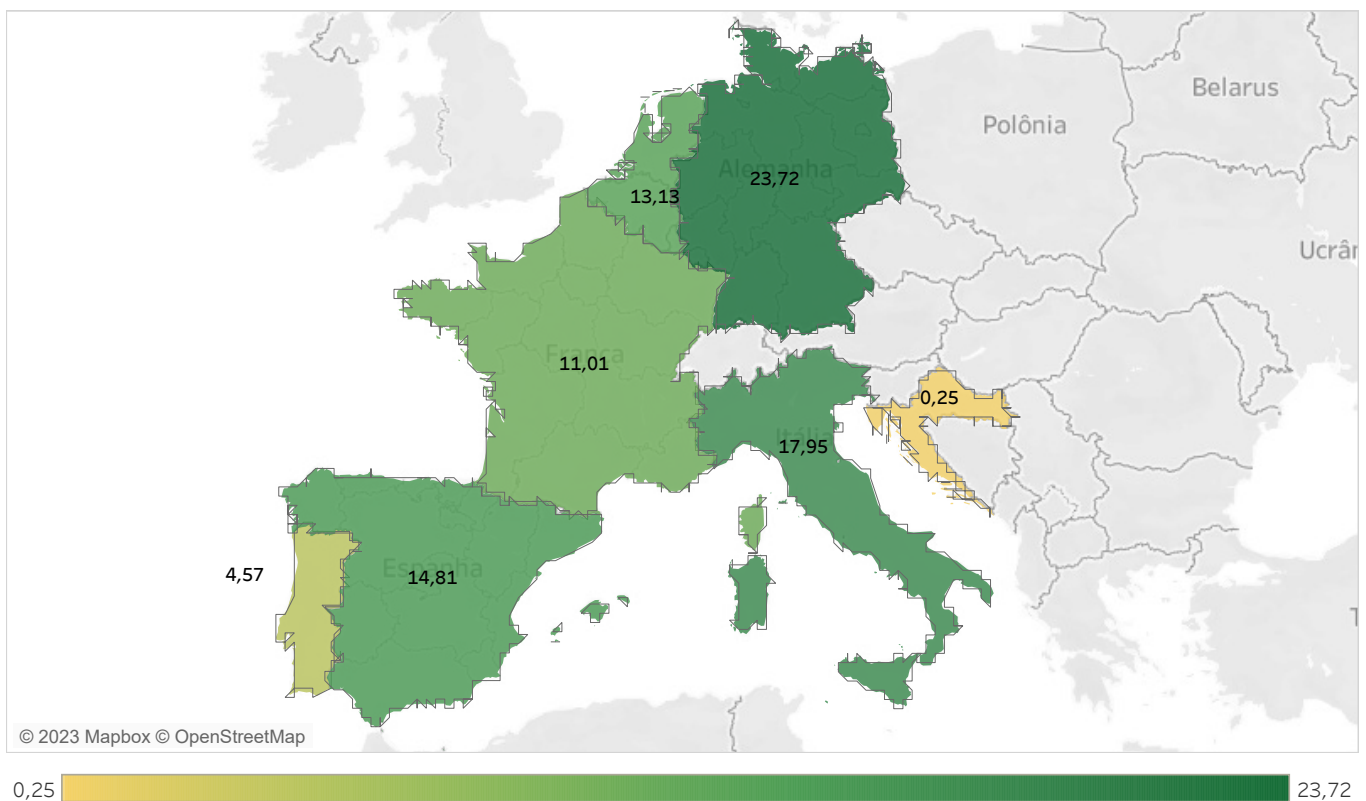 Belarus
Polônia
Alemanha
23,72
13,13
Ucrân
França
11,01
0,25
Itália
17,95
Espanha
4,57
14,81
T
© 2023 Mapbox © OpenStreetMap
0,25
23,72